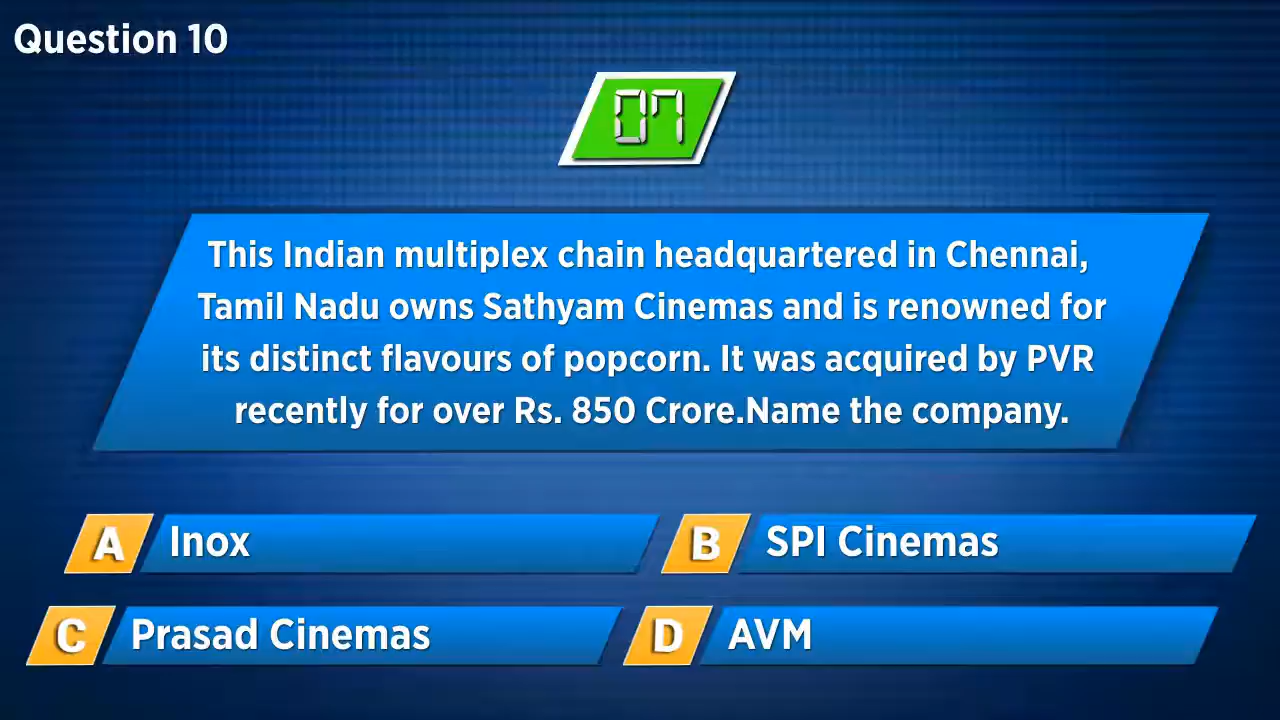 Question 10
07
This Indian multiplex chain headquartered in Chennai,
Tamil Nadu owns Sathyam Cinemas and is renowned for
its distinct flavours of popcorn. It was acquired by PVR
recently for over Rs. 850 Crore.Name the company.
A Inox
B SPI Cinemas
C Prasad Cinemas
D AVM